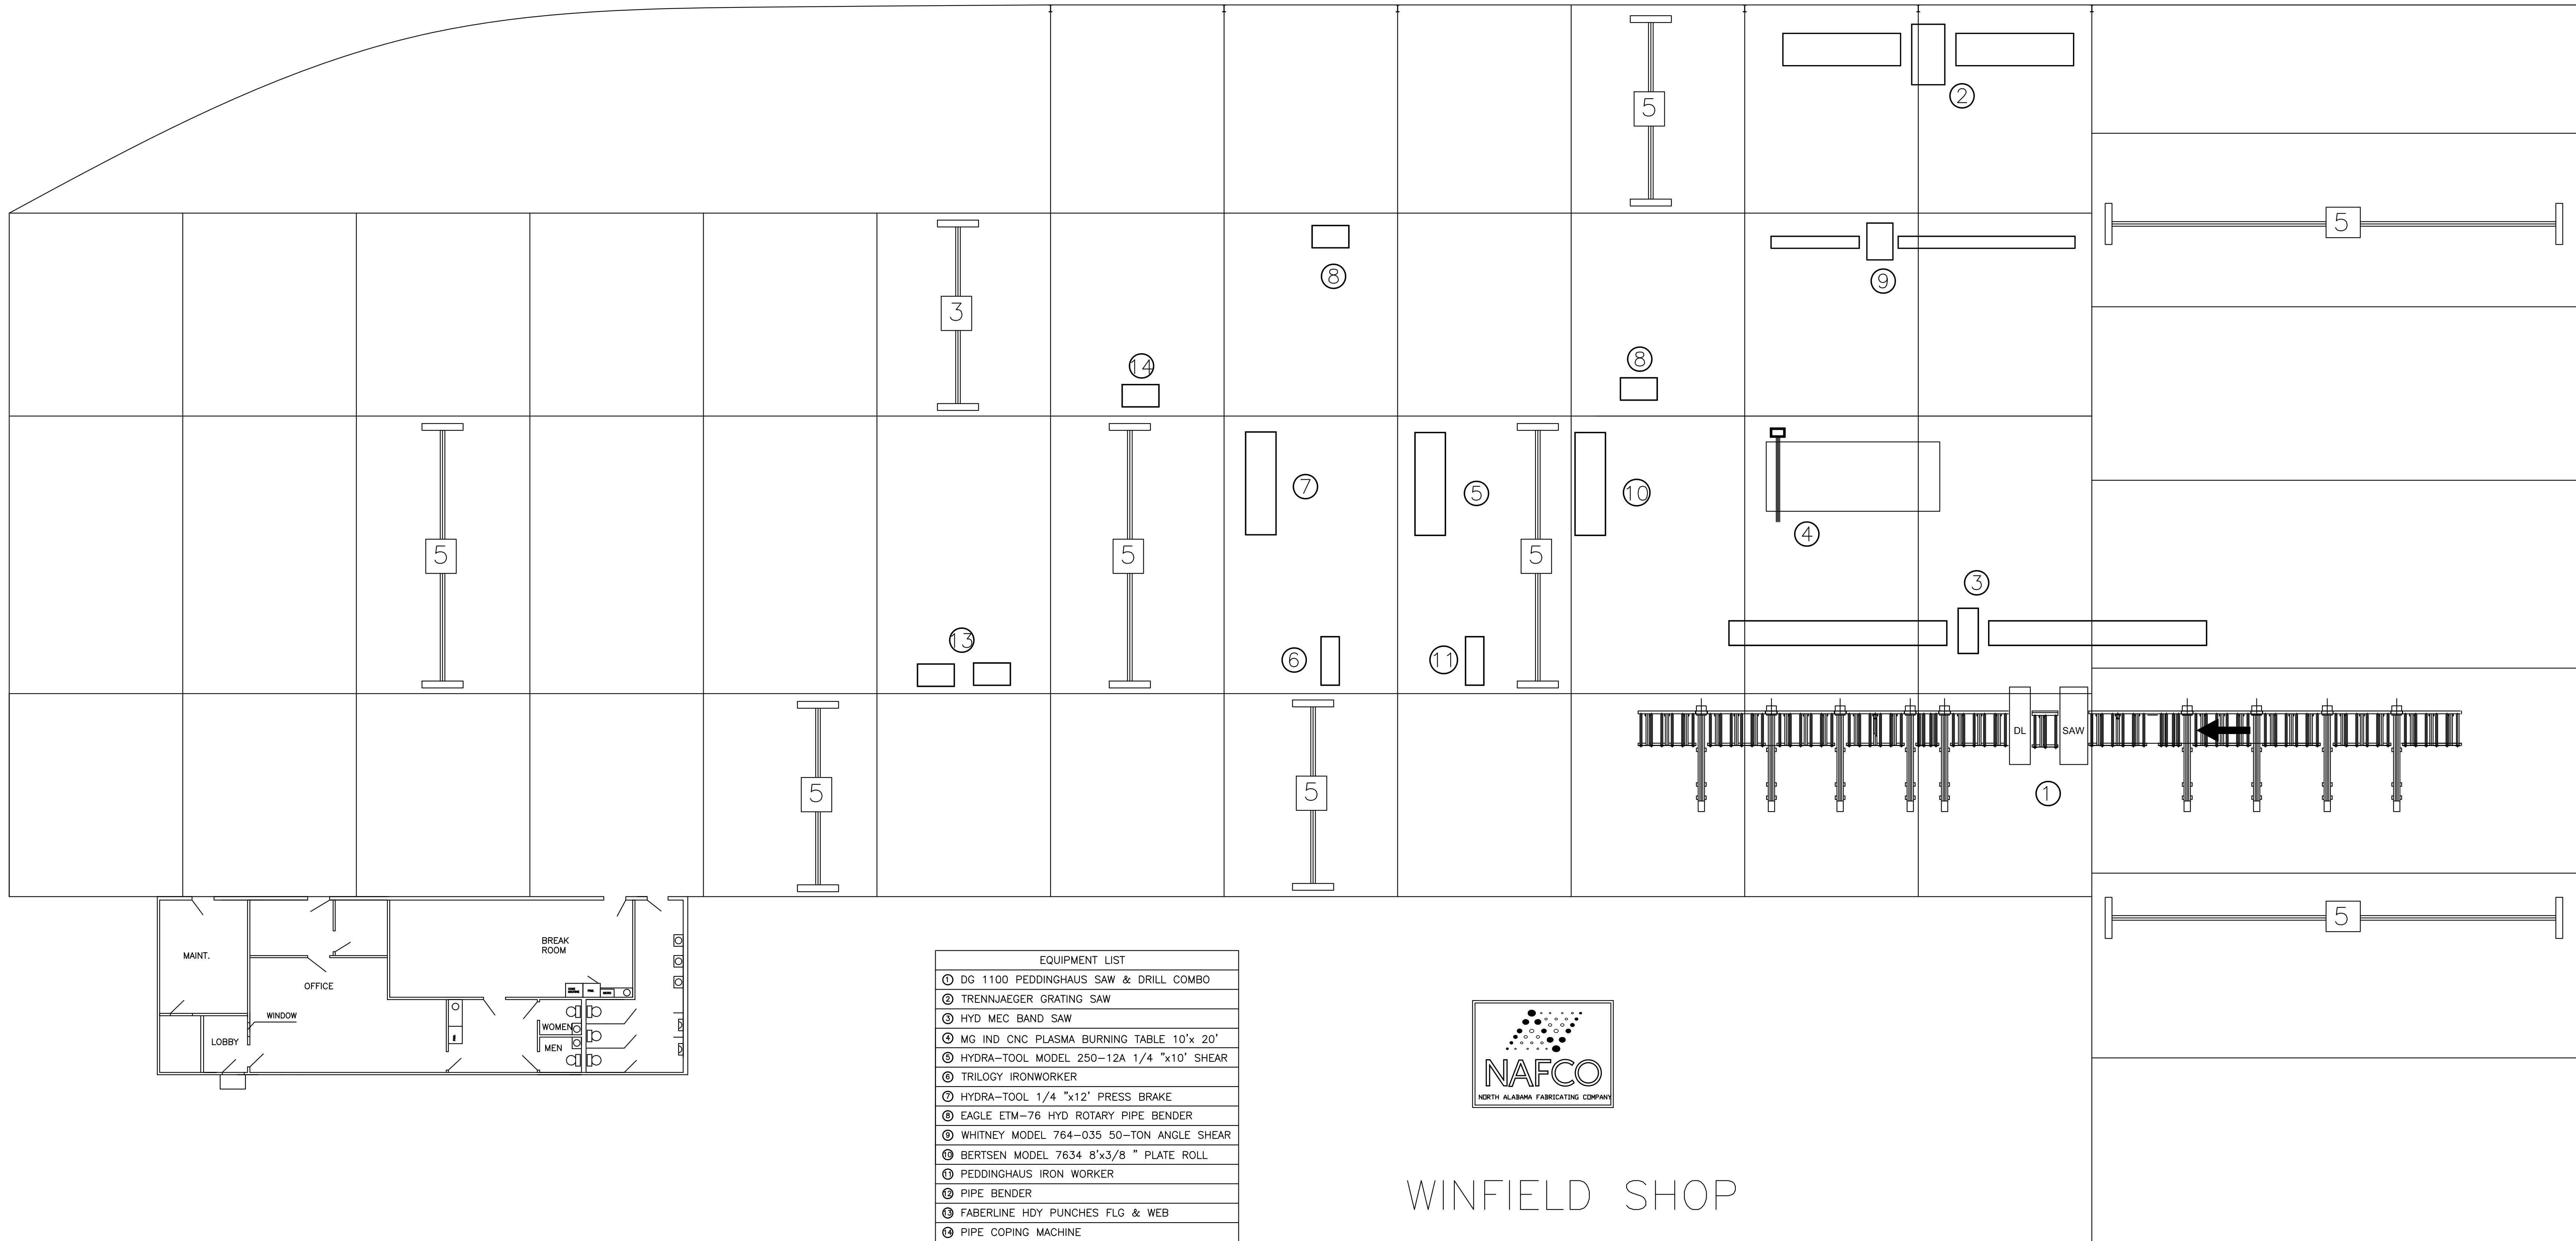 5
2
5
3
8
9
14
8
5
5
7
5
5
10
4
3
13
6
11
DL
SAW
5
5
1
5
MAINT.
BREAK
ROOM
OFFICE
WINDOW
LOBBY
WOMEN
MEN
EQUIPMENT LIST
1 DG 1100 PEDDINGHAUS SAW & DRILL COMBO
2 TRENNJAEGER GRATING SAW
3 HYD MEC BAND SAW
4 MG IND CNC PLASMA BURNING TABLE 10'x 20'
5 HYDRA-TOOL MODEL 250-12A 1/4 "x10' SHEAR
6 TRILOGY IRONWORKER
7 HYDRA-TOOL 1/4 "x12' PRESS BRAKE
8 EAGLE ETM-76 HYD ROTARY PIPE BENDER
9 WHITNEY MODEL 764-035 50-TON ANGLE SHEAR
10 BERTSEN MODEL 7634 8'x3/8 " PLATE ROLL
11 PEDDINGHAUS IRON WORKER
12 PIPE BENDER
13 FABERLINE HDY PUNCHES FLG & WEB
14 PIPE COPING MACHINE
NAFCO
NORTH ALABAMA FABRICATING COMPANY
WINFIELD SHOP